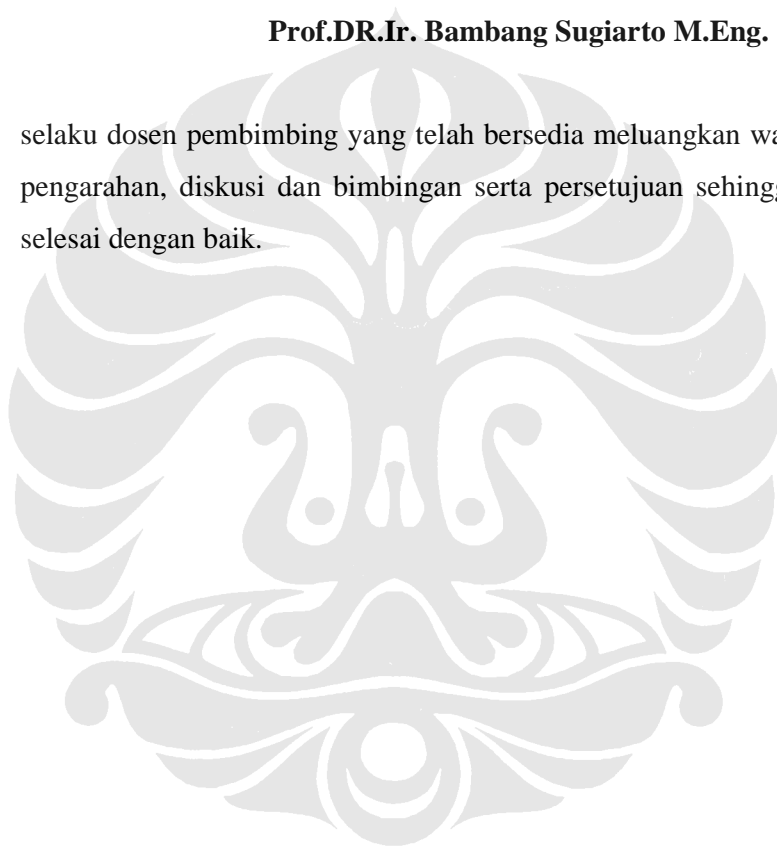 Prof.DR.Ir. Bambang Sugiarto M.Eng.
selaku dosen pembimbing yang telah bersedia meluangkan
pengarahan, diskusi dan bimbingan serta persetujuan
selesai dengan baik.